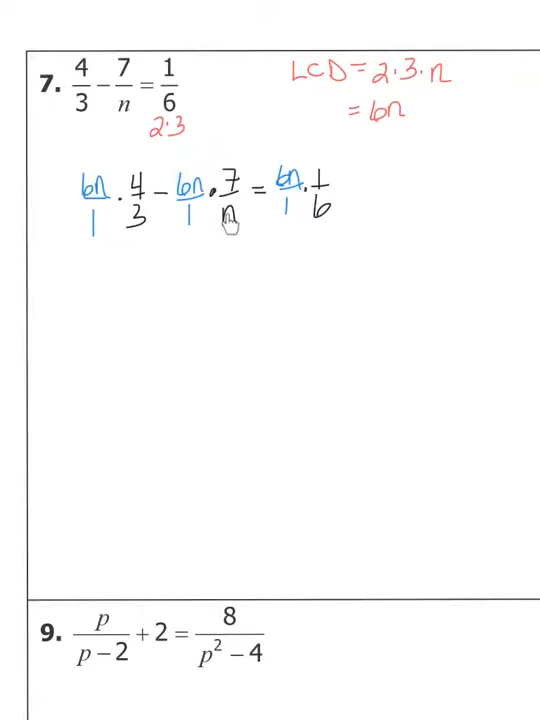 7. 4/3 − 7/n = 1/6
2·3
LCD = 2·3·n
= 6n
6n/1 · 4/3 − 6n/1 · 7/n = 6n/1 · 1/6
9. p/(p − 2) + 2 = 8/(p² − 4)